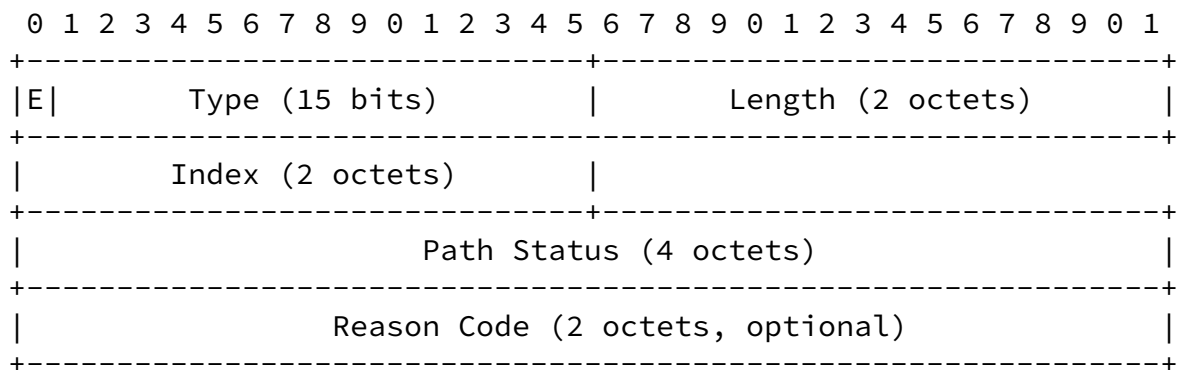 0 1 2 3 4 5 6 7 8 9 0 1 2 3 4 5 6 7 8 9 0 1 2 3 4 5 6 7 8 9 0 1
+-------------------------------+-------------------------------+
|E|       Type (15 bits)        |       Length (2 octets)       |
+---------------------------------------------------------------+
|        Index (2 octets)       |
+-------------------------------+-------------------------------+
|                      Path Status (4 octets)                   |
+---------------------------------------------------------------+
|                 Reason Code (2 octets, optional)              |
+---------------------------------------------------------------+